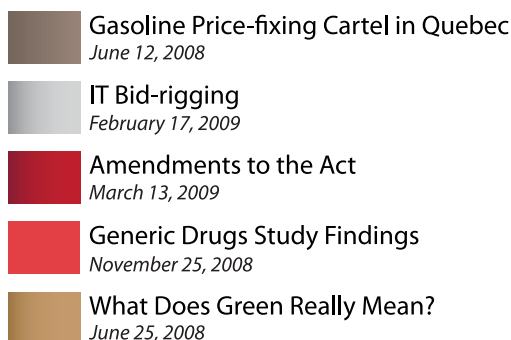 Gasoline Price-fixing Cartel in Quebec
June 12, 2008
IT Bid-rigging
February 17, 2009
Amendments to the Act
March 13, 2009
Generic Drugs Study Findings
November 25, 2008
What Does Green Really Mean?
June 25, 2008